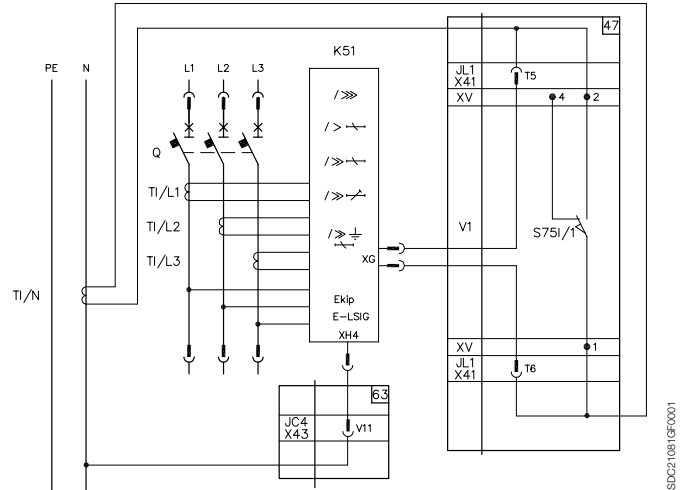 47
K51
PE N L1 L2 L3
JL1 X41 T5
XV 4 2
Q
TI/L1
TI/L2
TI/L3
V1
S75I/1
XG
TI/N
Ekip
E-LSIG
XH4
XV 1
JL1 X41 T6
63
JC4 X43 V11
SDC21081GF0001